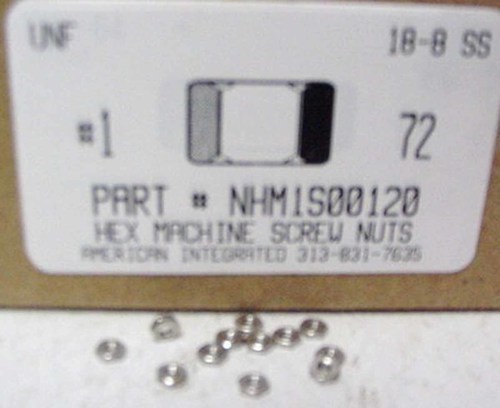 UNF
18-8 SS
#1
72
PART # NHM1S00120
HEX MACHINE SCREW NUTS
AMERICAN INTEGRATED 313-831-7635